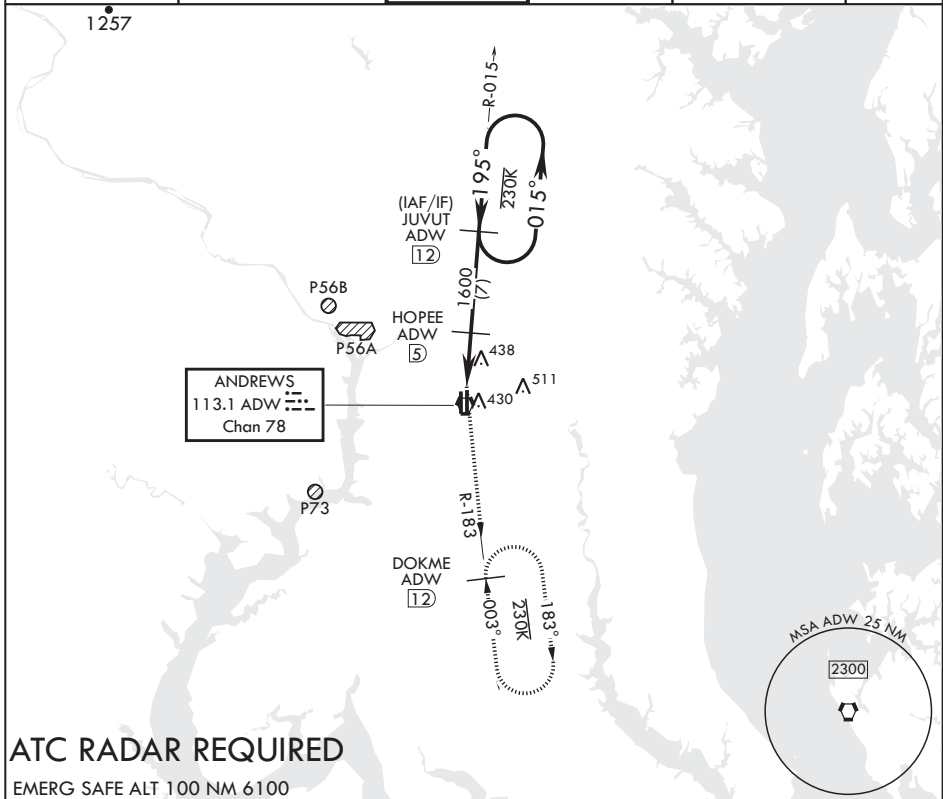 1257
R-015
195°
230K
015°
(IAF/IF)
JUVUT
ADW
12
1600
(7)
P56B
P56A
HOPEE
ADW
5
438
511
430
ANDREWS
113.1 ADW
Chan 78
P73
R-183
DOKME
ADW
12
003°
230K
183°
MSA ADW 25 NM
2300
ATC RADAR REQUIRED
EMERG SAFE ALT 100 NM 6100